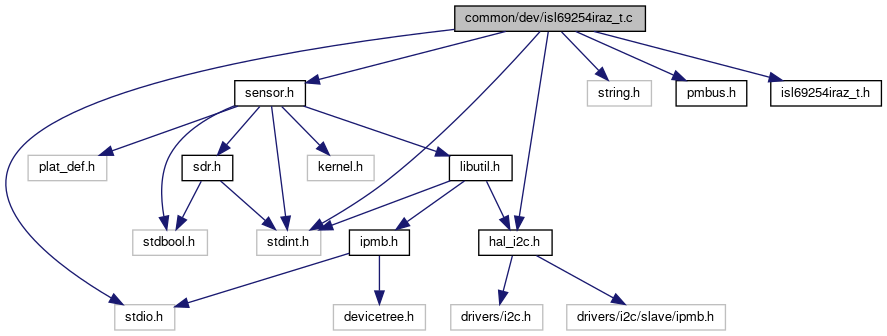 common/dev/isl69254iraz_t.c
sensor.h
string.h
pmbus.h
isl69254iraz_t.h
plat_def.h
sdr.h
kernel.h
libutil.h
stdbool.h
stdint.h
ipmb.h
hal_i2c.h
stdio.h
devicetree.h
drivers/i2c.h
drivers/i2c/slave/ipmb.h